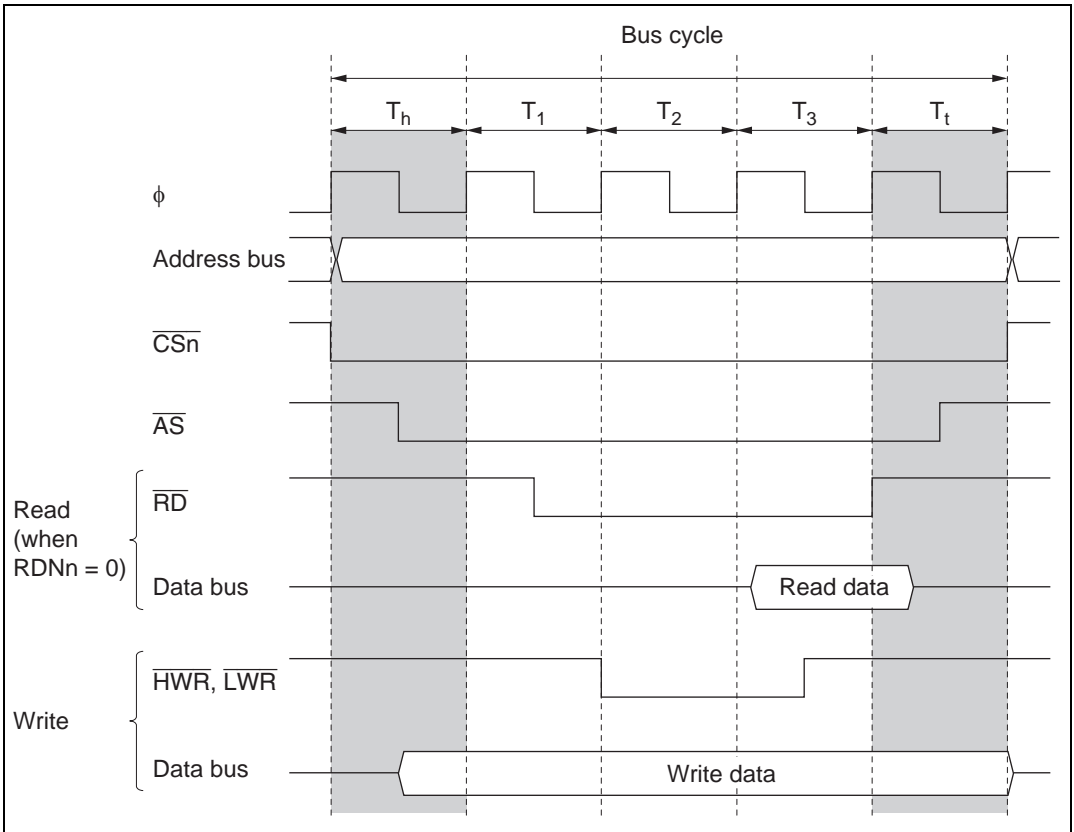 Bus cycle
Th T1 T2 T3 Tt
ϕ
Address bus
CSn
AS
Read
(when
RDNn = 0)
RD
Data bus
Read data
Write
HWR, LWR
Data bus
Write data